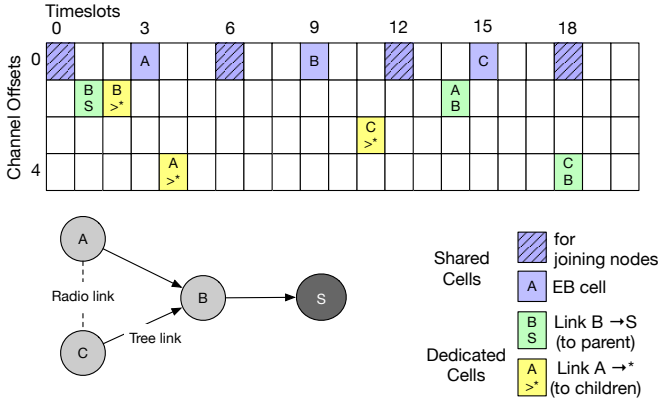 Timeslots
0 3 6 9 12 15 18
Channel Offsets
0
4
A
B
C
B
S
B
>*
A
B
C
>*
A
>*
C
B
A
B
S
C
Radio link
Tree link
Shared
Cells
for
joining nodes
A
EB cell
Dedicated
Cells
B
S
Link B →S
(to parent)
A
>*
Link A →*
(to children)